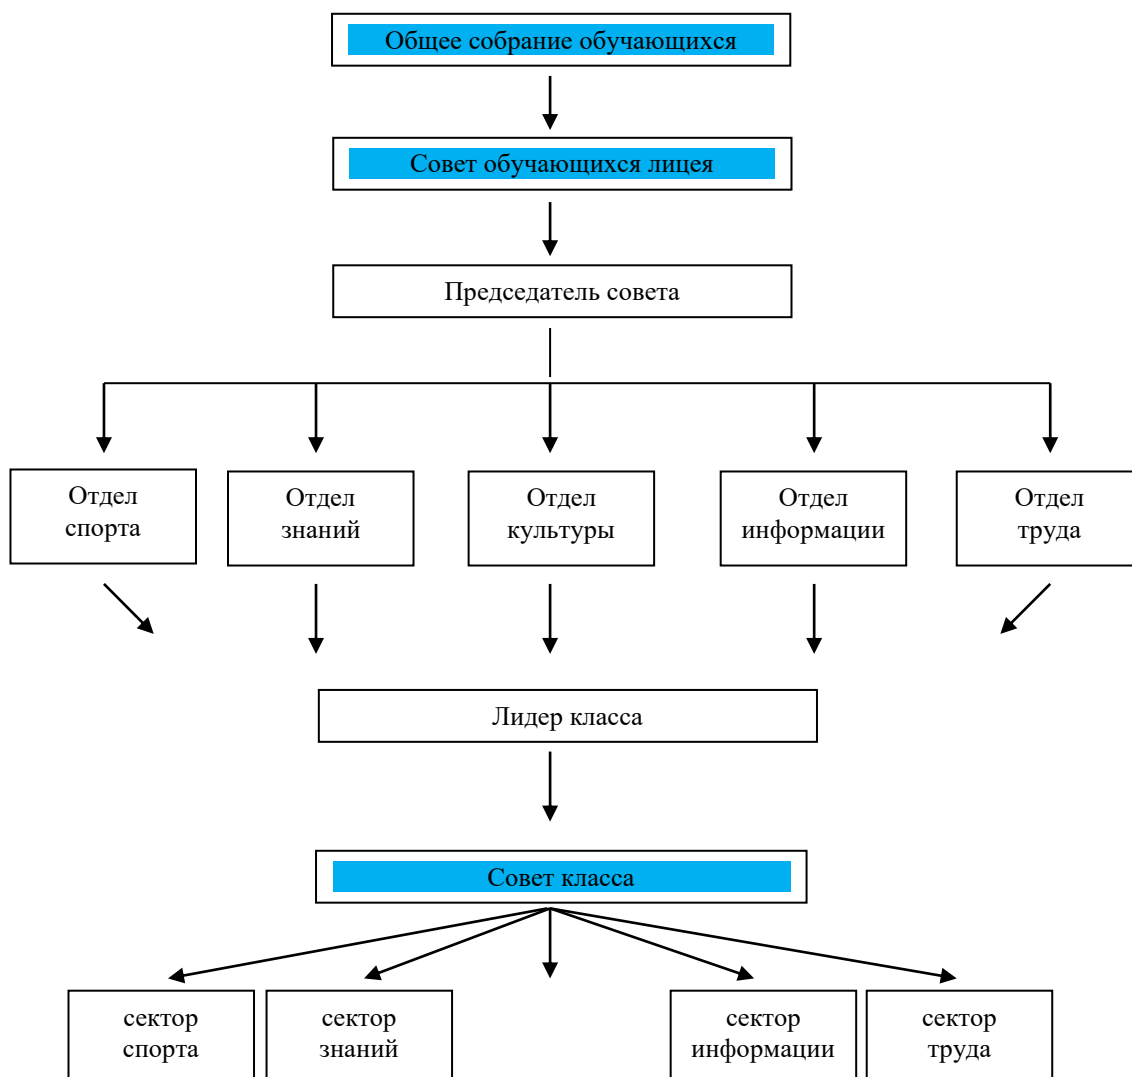 Общее собрание обучающихся
Совет обучающихся лицея
Председатель совета
Отдел
спорта
Отдел
знаний
Отдел
культуры
Отдел
информации
Отдел
труда
Лидер класса
Совет класса
сектор
спорта
сектор
знаний
сектор
информации
сектор
труда